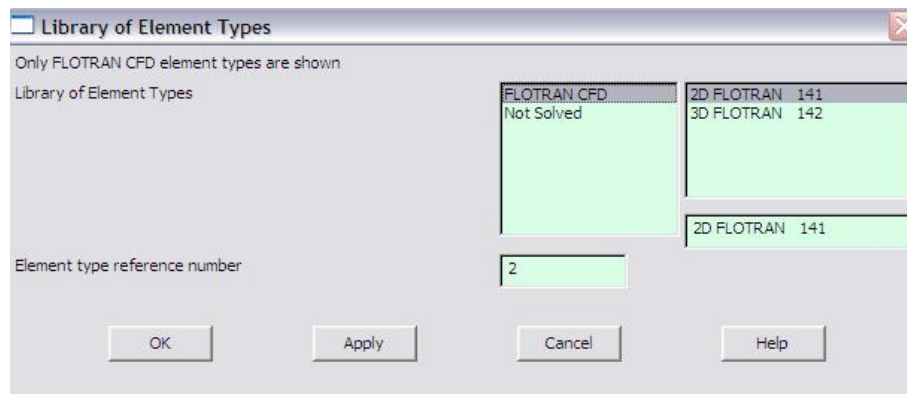 Library of Element Types
Only FLOTRAN CFD element types are shown
Library of Element Types
FLOTRAN CFD
Not Solved
2D FLOTRAN 141
3D FLOTRAN 142
2D FLOTRAN 141
Element type reference number
2
OK
Apply
Cancel
Help